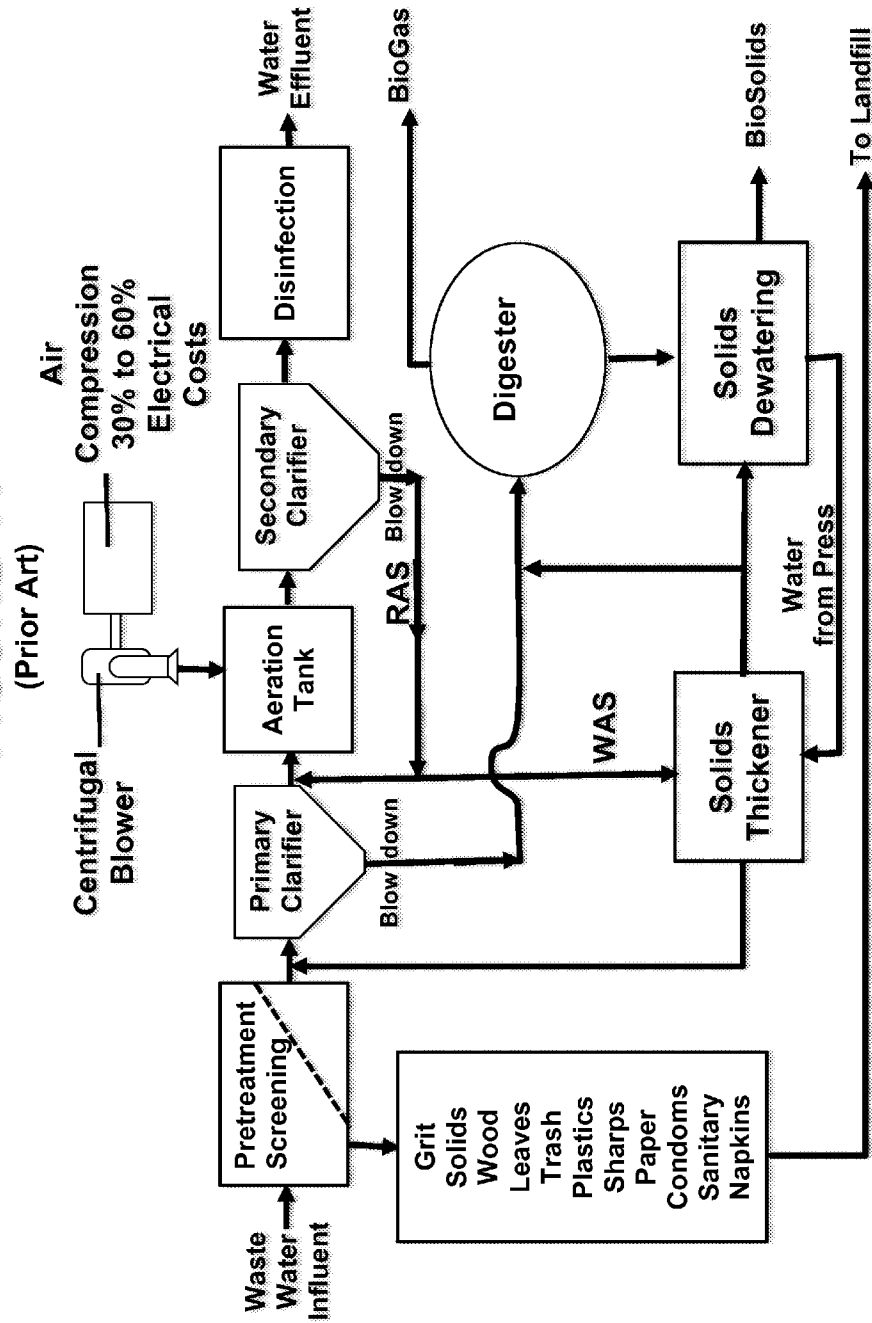 (Prior Art)
Centrifugal
Blower
Air
Compression
30% to 60%
Electrical
Costs
Waste
Water
Influent
Pretreatment
Screening
Primary
Clarifier
Aeration
Tank
Secondary
Clarifier
Disinfection
Water
Effluent
Blow down
RAS
Blow down
BioGas
Digester
WAS
Grit
Solids
Wood
Leaves
Trash
Plastics
Sharps
Paper
Condoms
Sanitary
Napkins
Solids
Thickener
Water
from Press
Solids
Dewatering
BioSolids
To Landfill